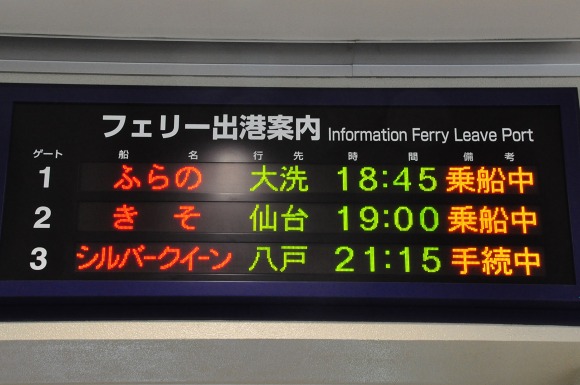 フェリー出港案内 Information Ferry Leave Port
ゲート 船名 行先 時間 備考
1 ふらの 大洗 18:45 乗船中
2 きそ 仙台 19:00 乗船中
3 シルバークイーン 八戸 21:15 手続中